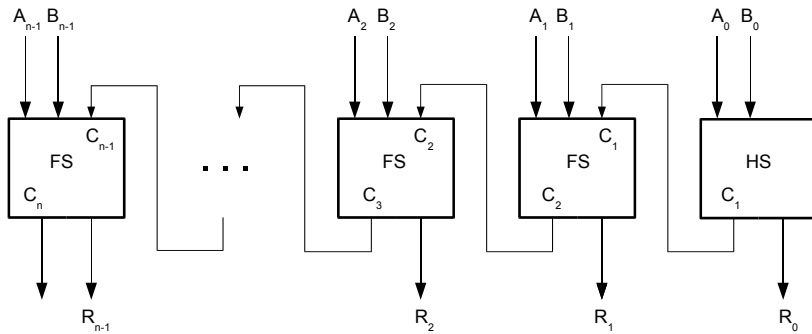 Aₙ₋₁ Bₙ₋₁ A₂ B₂ A₁ B₁ A₀ B₀
Cₙ₋₁ C₂ C₁
FS ... FS FS HS
Cₙ C₃ C₂ C₁
Rₙ₋₁ R₂ R₁ R₀